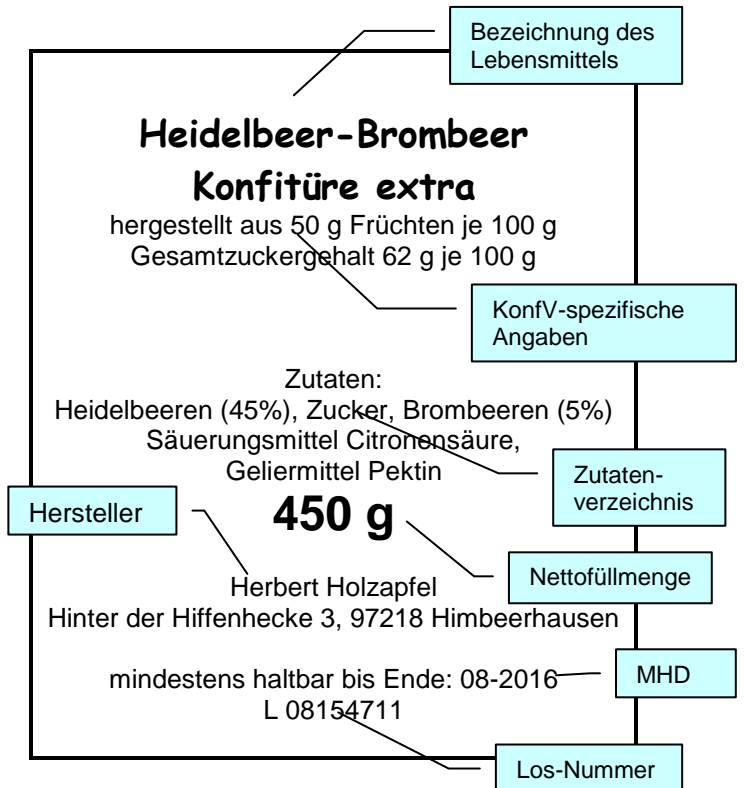 Bezeichnung des
Lebensmittels
Heidelbeer-Brombeer
Konfitüre extra
hergestellt aus 50 g Früchten je 100 g
Gesamtzuckergehalt 62 g je 100 g
KonfV-spezifische
Angaben
Zutaten:
Heidelbeeren (45%), Zucker, Brombeeren (5%)
Säuerungsmittel Citronensäure,
Geliermittel Pektin
Zutaten-
verzeichnis
Hersteller
450 g
Nettofüllmenge
Herbert Holzapfel
Hinter der Hiffenhecke 3, 97218 Himbeerhausen
mindestens haltbar bis Ende: 08-2016
MHD
L 08154711
Los-Nummer